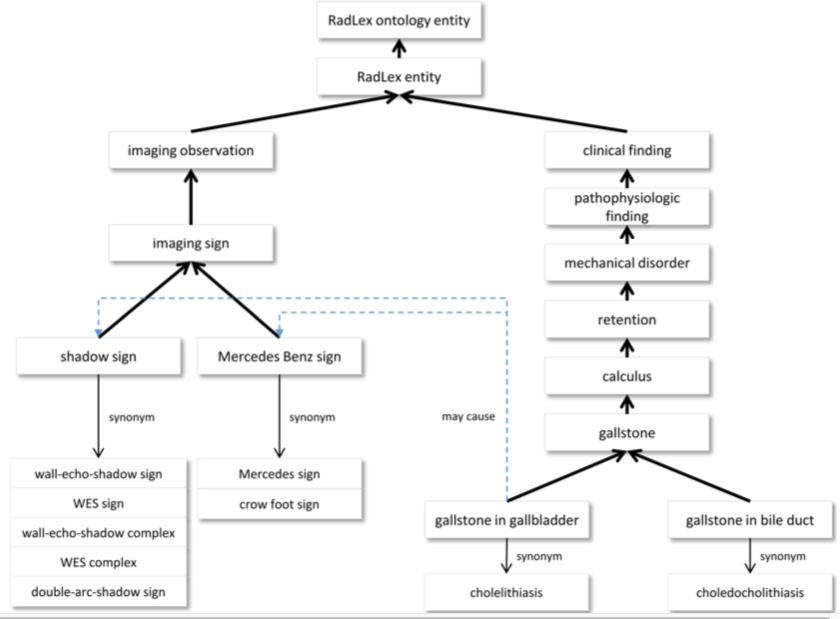 RadLex ontology entity
RadLex entity
imaging observation
clinical finding
pathophysiologic
finding
imaging sign
mechanical disorder
retention
shadow sign
Mercedes Benz sign
calculus
synonym
synonym
may cause
gallstone
wall-echo-shadow sign
WES sign
wall-echo-shadow complex
WES complex
double-arc-shadow sign
Mercedes sign
crow foot sign
gallstone in gallbladder
gallstone in bile duct
synonym
synonym
cholelithiasis
choledocholithiasis